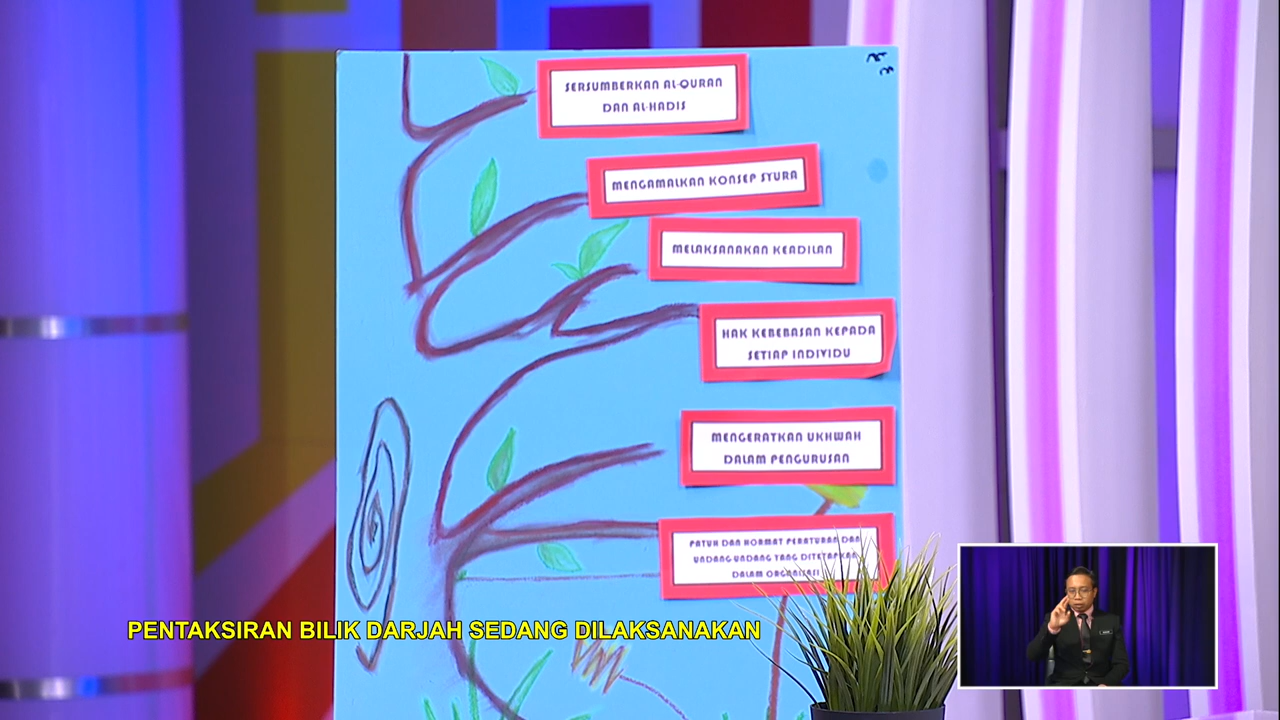 SERSUMBERKAN AL-QURAN
DAN AL-HADIS
MENGAMALKAN KONSEP SYURA
MELAKSANAKAN KEADILAN
HAK KEBEBASAN KEPADA
SETIAP INDIVIDU
MENGERATKAN UKHWAH
DALAM PENGURUSAN
PATUH DAN HORMAT PERATURAN DAN
UNDANG-UNDANG YANG DITETAPKAN
DALAM ORGANISASI
PENTAKSIRAN BILIK DARJAH SEDANG DILAKSANAKAN